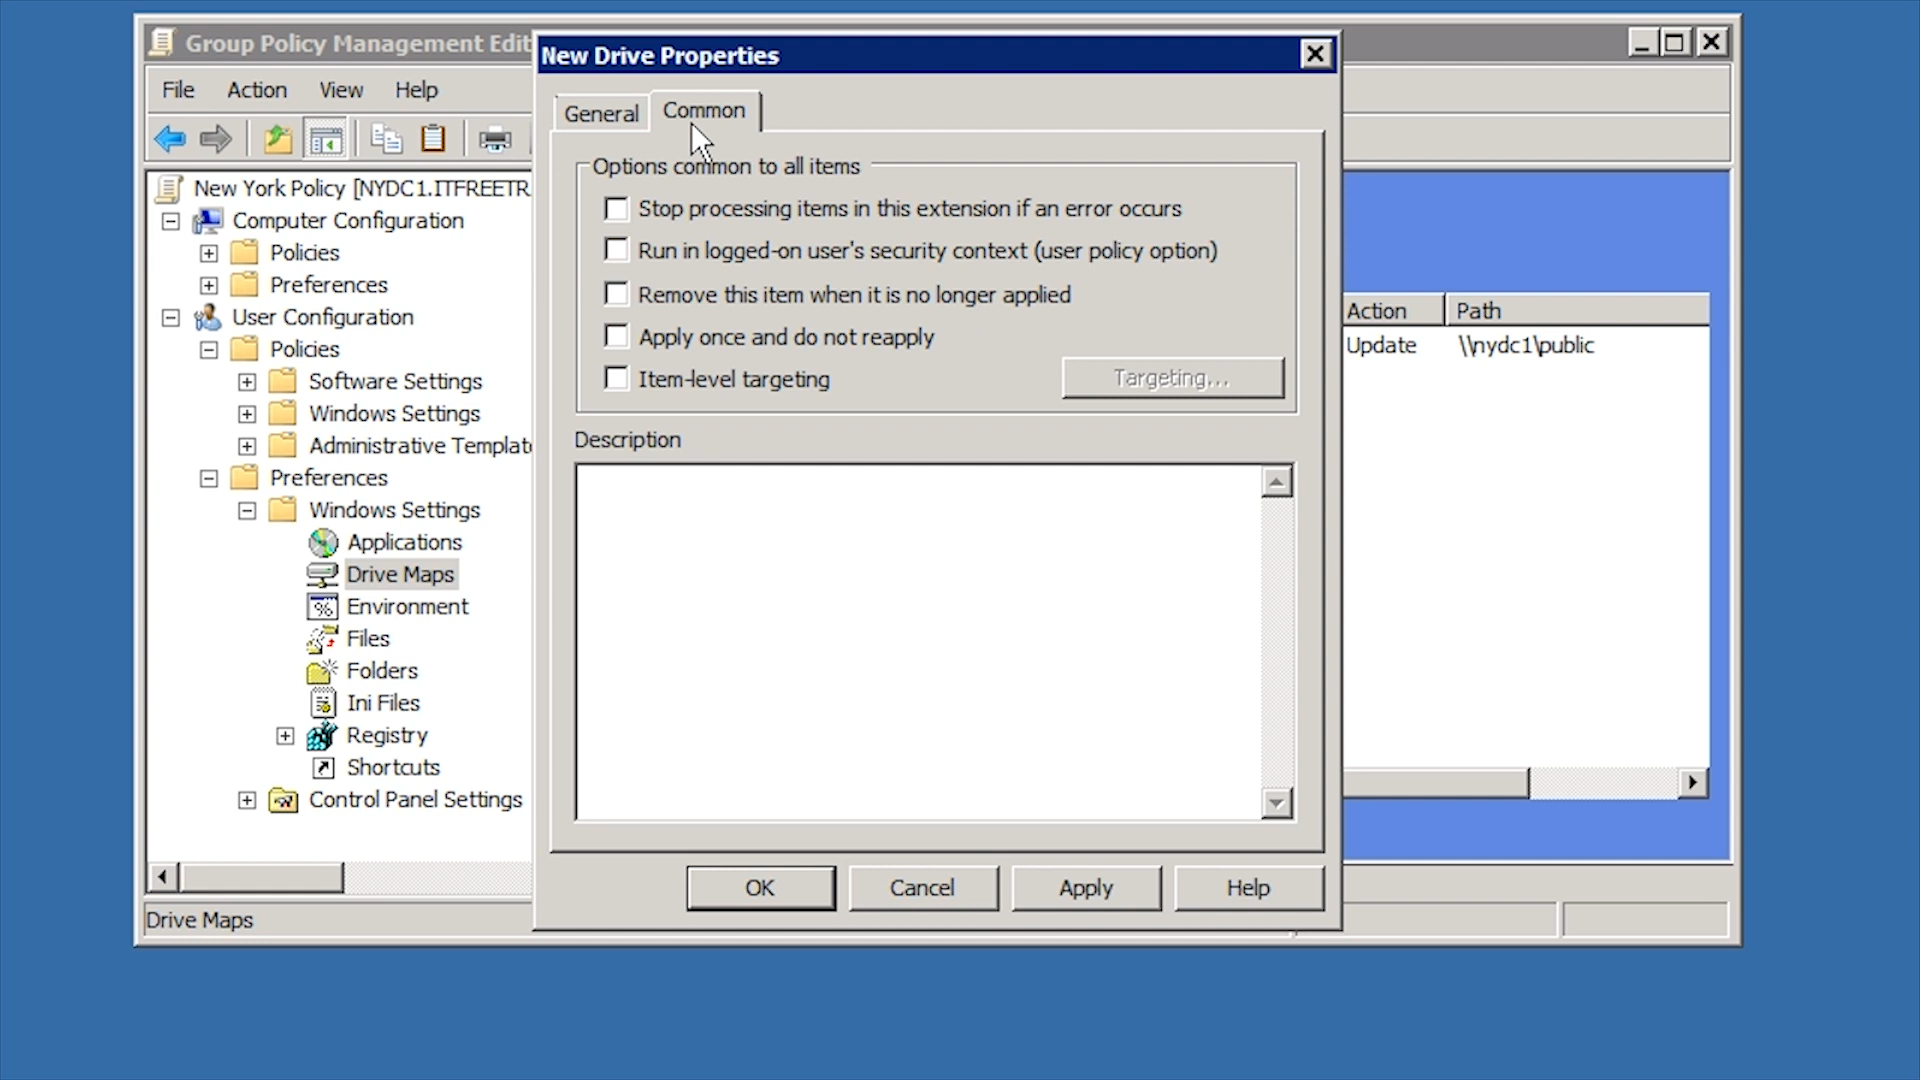 Group Policy Management Edit
File Action View Help
New York Policy [NYDC1.ITFREETR
Computer Configuration
Policies
Preferences
User Configuration
Policies
Software Settings
Windows Settings
Administrative Templat
Preferences
Windows Settings
Applications
Drive Maps
Environment
Files
Folders
Ini Files
Registry
Shortcuts
Control Panel Settings
Drive Maps
New Drive Properties
General Common
Options common to all items
Stop processing items in this extension if an error occurs
Run in logged-on user's security context (user policy option)
Remove this item when it is no longer applied
Apply once and do not reapply
Item-level targeting Targeting...
Description
OK Cancel Apply Help
Action Path
Update \\nydc1\public